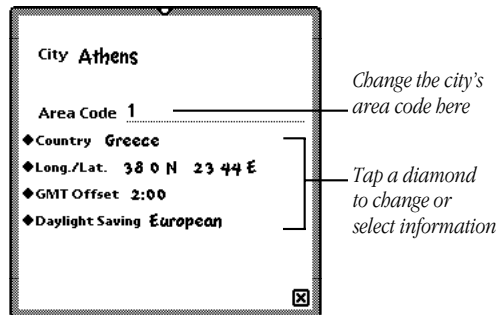 City Athens
Area Code 1
◆Country Greece
◆Long./Lat. 38 0 N 23 44 E
◆GMT Offset 2:00
◆Daylight Saving European
Change the city's
area code here
Tap a diamond
to change or
select information